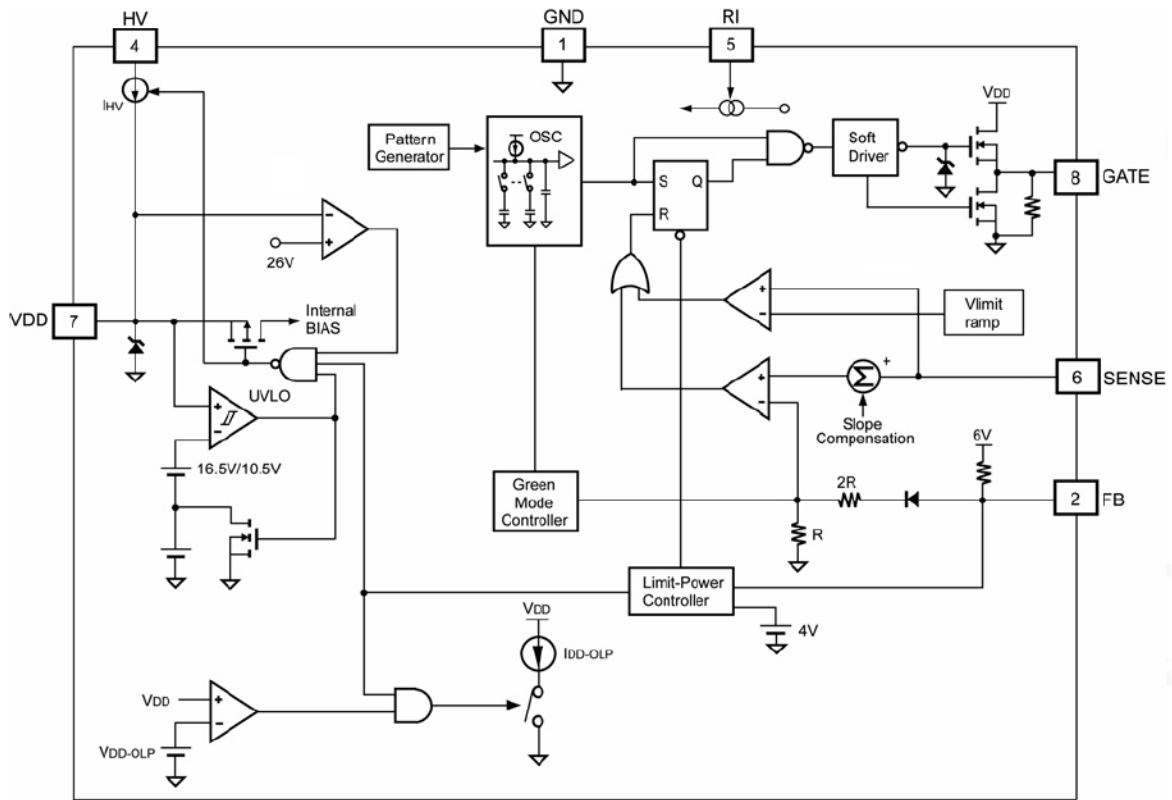 HV
GND
RI
4
1
5
IHV
VDD
Pattern
Generator
OSC
Soft
Driver
S
Q
R
8
GATE
26V
VDD
7
Internal
BIAS
Vlimit
ramp
UVLO
Σ
+
6
SENSE
Slope
Compensation
16.5V/10.5V
6V
Green
Mode
Controller
2R
2
FB
R
Limit-Power
Controller
4V
VDD
IDD-OLP
VDD
VDD-OLP